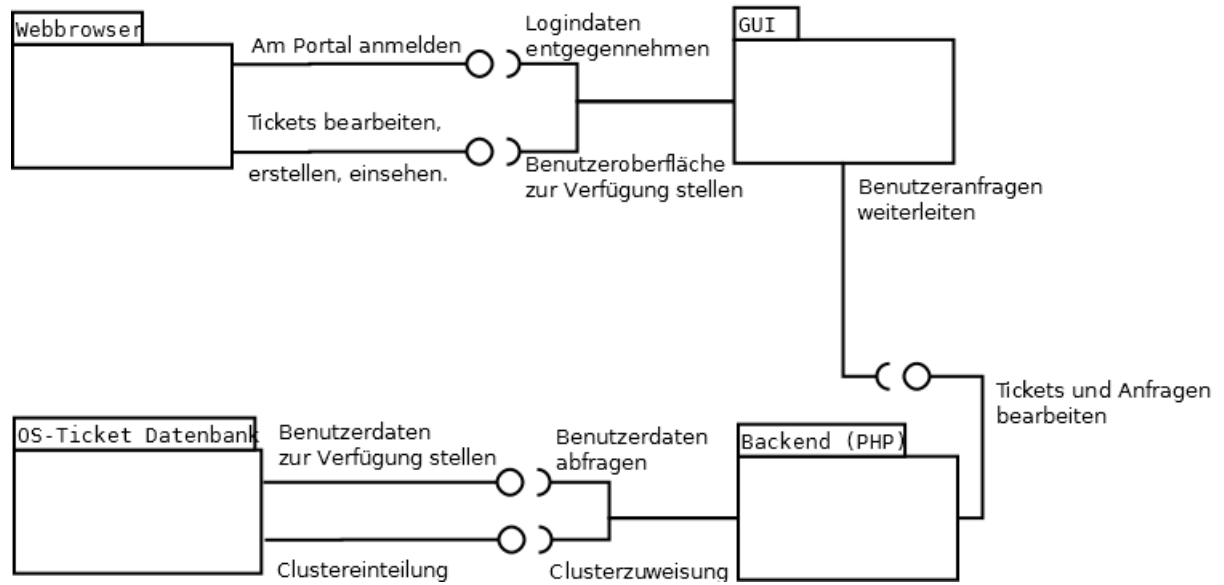 Webbrowser
Am Portal anmelden
Tickets bearbeiten,
erstellen, einsehen.
Logindaten
entgegennehmen
Benutzeroberfläche
zur Verfügung stellen
GUI
Benutzeranfragen
weiterleiten
Tickets und Anfragen
bearbeiten
OS-Ticket Datenbank
Benutzerdaten
zur Verfügung stellen
Clustereinteilung
Benutzerdaten
abfragen
Clusterzuweisung
Backend (PHP)